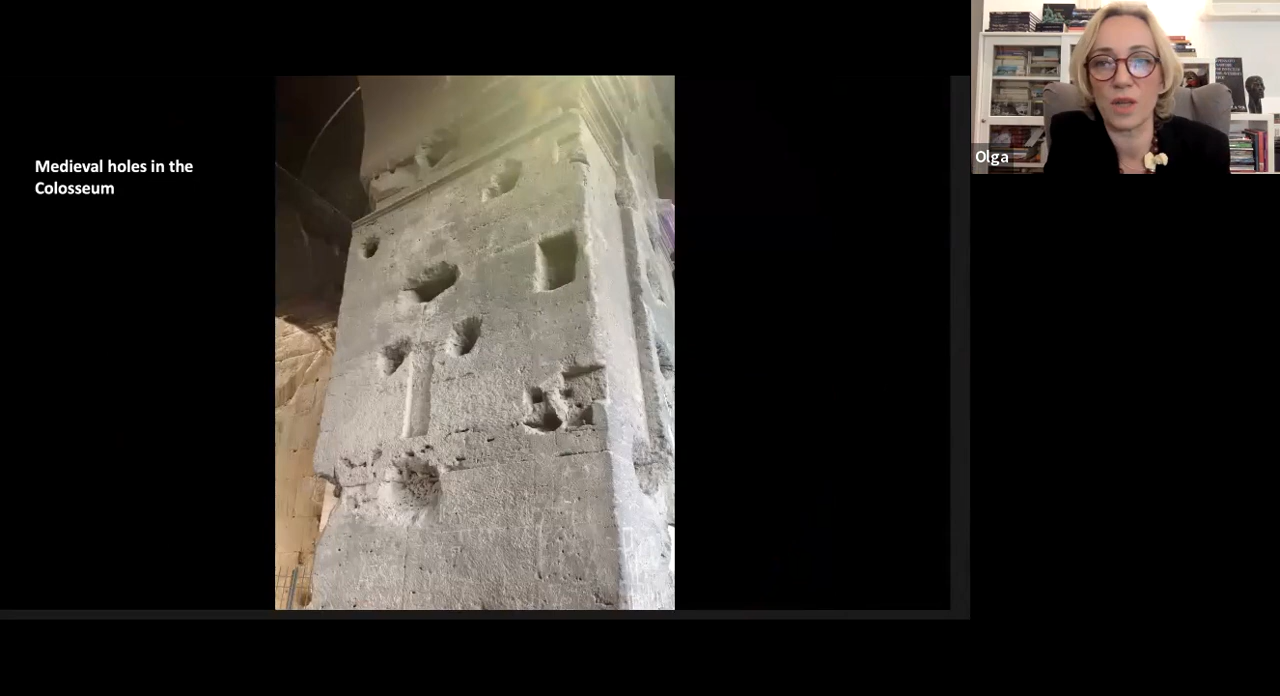 Medieval holes in the
Colosseum
Olga